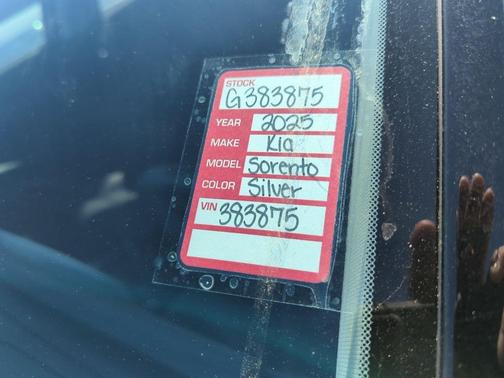 STOCK
G383875
YEAR 2025
MAKE Kia
MODEL Sorento
COLOR Silver
VIN 383875